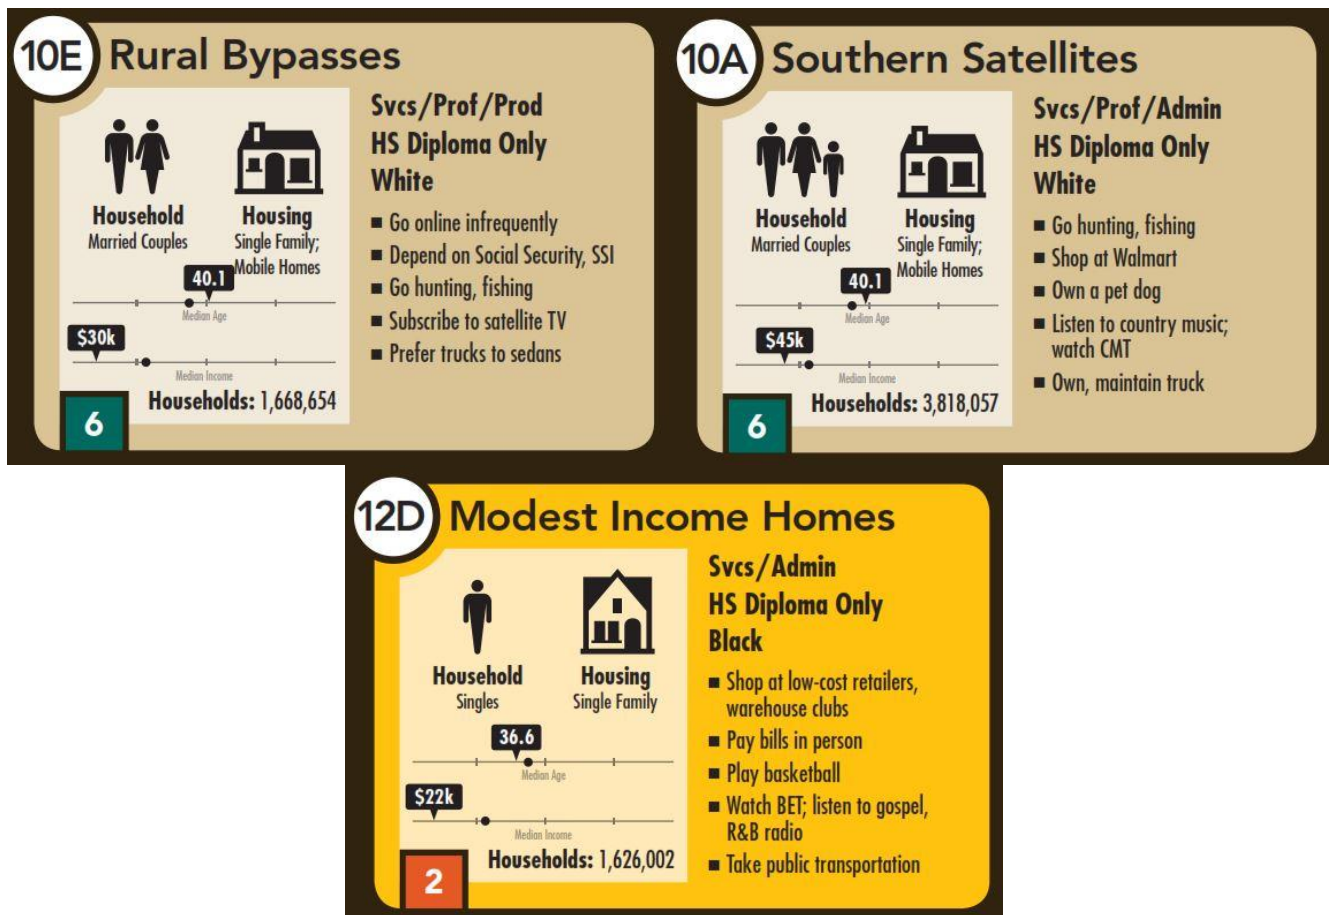 10E Rural Bypasses
Svcs/Prof/Prod
HS Diploma Only
White
Household
Married Couples
Housing
Single Family;
Mobile Homes
40.1
Median Age
$30k
Median Income
Households: 1,668,654
6
■ Go online infrequently
■ Depend on Social Security, SSI
■ Go hunting, fishing
■ Subscribe to satellite TV
■ Prefer trucks to sedans
10A Southern Satellites
Svcs/Prof/Admin
HS Diploma Only
White
Household
Married Couples
Housing
Single Family;
Mobile Homes
40.1
Median Age
$45k
Median Income
Households: 3,818,057
6
■ Go hunting, fishing
■ Shop at Walmart
■ Own a pet dog
■ Listen to country music;
watch CMT
■ Own, maintain truck
12D Modest Income Homes
Svcs/Admin
HS Diploma Only
Black
Household
Singles
Housing
Single Family
36.6
Median Age
$22k
Median Income
Households: 1,626,002
2
■ Shop at low-cost retailers,
warehouse clubs
■ Pay bills in person
■ Play basketball
■ Watch BET; listen to gospel,
R&B radio
■ Take public transportation